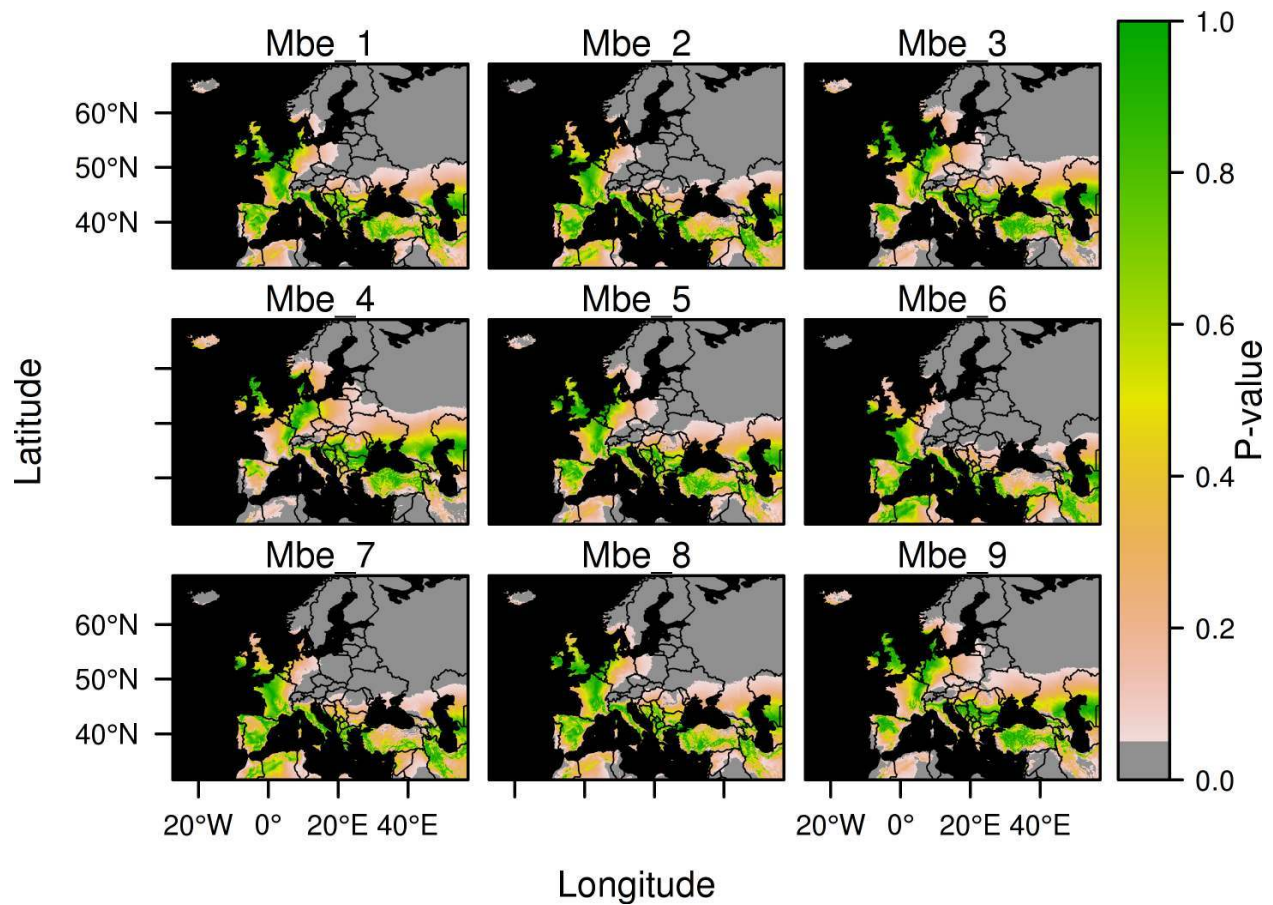 Mbe_1 Mbe_2 Mbe_3
60°N
50°N
40°N
Mbe_4 Mbe_5 Mbe_6
Mbe_7 Mbe_8 Mbe_9
60°N
50°N
40°N
20°W 0° 20°E 40°E
20°W 0° 20°E 40°E
Longitude
Latitude
1.0
0.8
0.6
0.4
0.2
0.0
P-value